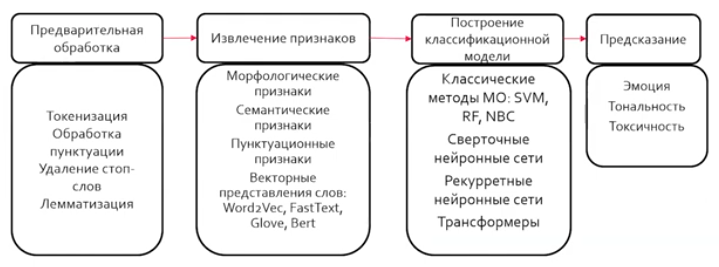 Предварительная
обработка
Извлечение признаков
Построение
классификационной
модели
Предсказание
Токенизация
Обработка
пунктуации
Удаление стоп-
слов
Лемматизация
Морфологические
признаки
Семантические
признаки
Пунктуационные
признаки
Векторные
представления слов:
Word2Vec, FastText,
Glove, Bert
Классические
методы МО: SVM,
RF, NBC
Сверточные
нейронные сети
Рекурретные
нейронные сети
Трансформеры
Эмоция
Тональность
Токсичность